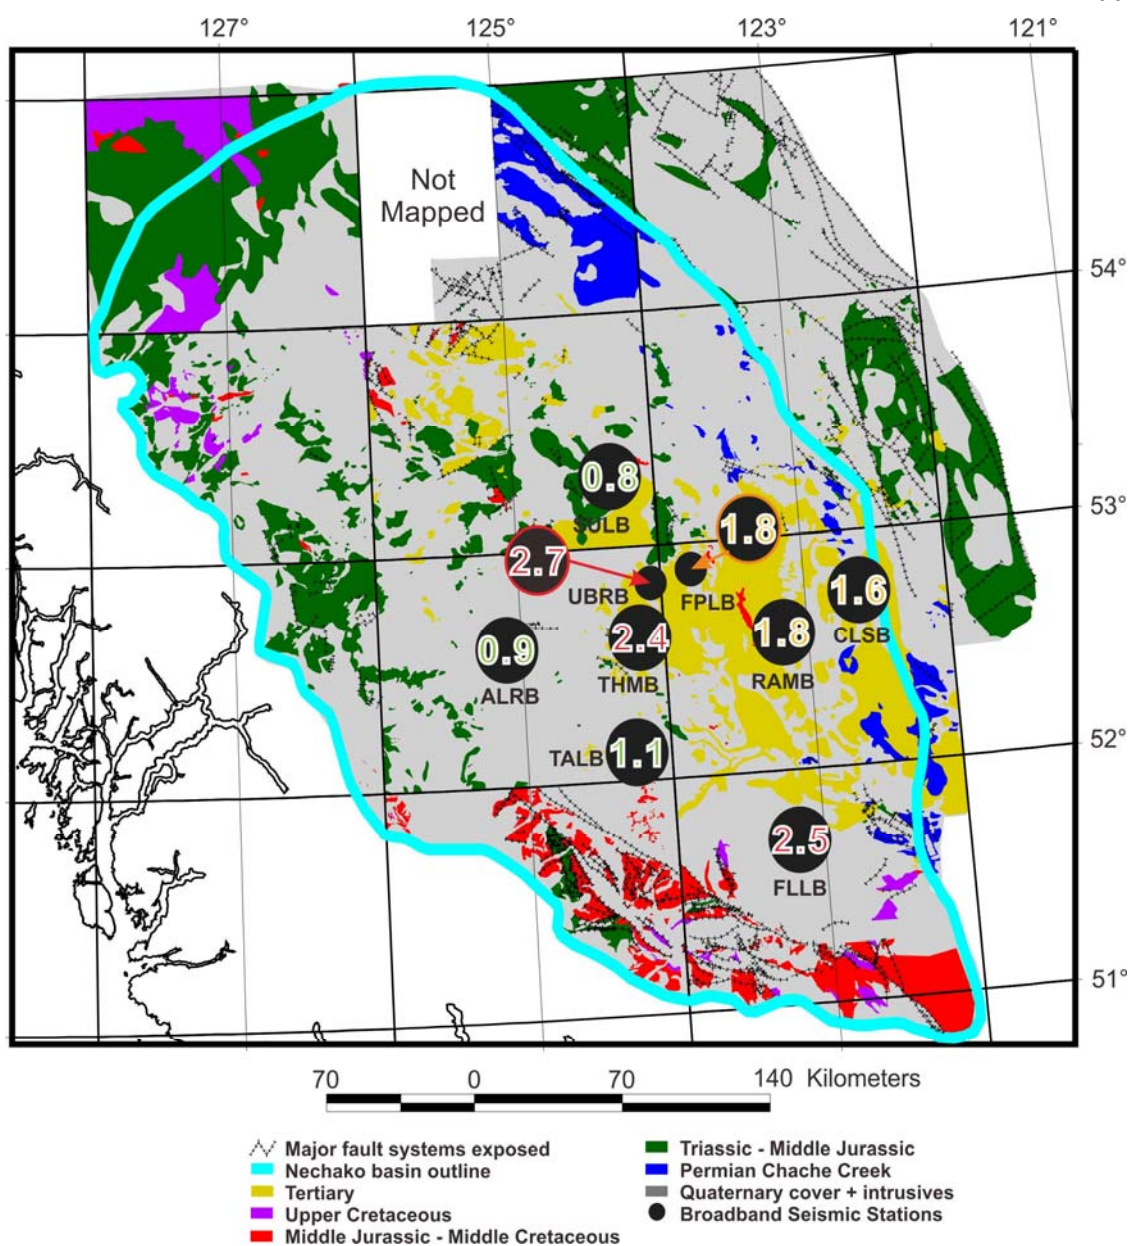 127° 125° 123° 121°
Not
Mapped
54°
53°
0.8
SULB
1.8
2.7
UBRB
FPLB
1.6
CLSB
2.4
THMB
1.8
RAMB
0.9
ALRB
52°
TALB 1.1
2.5
FLLB
51°
70 0 70 140 Kilometers
Major fault systems exposed
Nechako basin outline
Tertiary
Upper Cretaceous
Middle Jurassic - Middle Cretaceous
Triassic - Middle Jurassic
Permian Chache Creek
Quaternary cover + intrusives
Broadband Seismic Stations